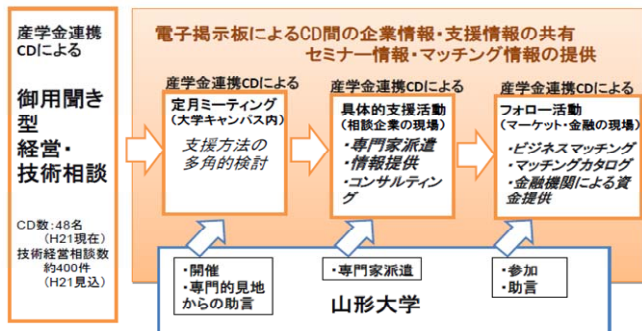 産学金連携
CDによる
御用聞き
型
経営・
技術相談
CD数:48名
(H21現在)
技術経営相談数
約400件
(H21見込)
電子掲示板によるCD間の企業情報・支援情報の共有
セミナー情報・マッチング情報の提供
産学金連携CDによる
定月ミーティング
(大学キャンパス内)
支援方法の
多角的検討
産学金連携CDによる
具体的支援活動
(相談企業の現場)
・専門家派遣
・情報提供
・コンサルティン
グ
産学金連携CDによる
フォロー活動
(マーケット・金融の現場)
・ビジネスマッチング
・マッチングカタログ
・金融機関による資
金提供
・開催
・専門的見地
からの助言
・専門家派遣
・参加
・助言
山形大学